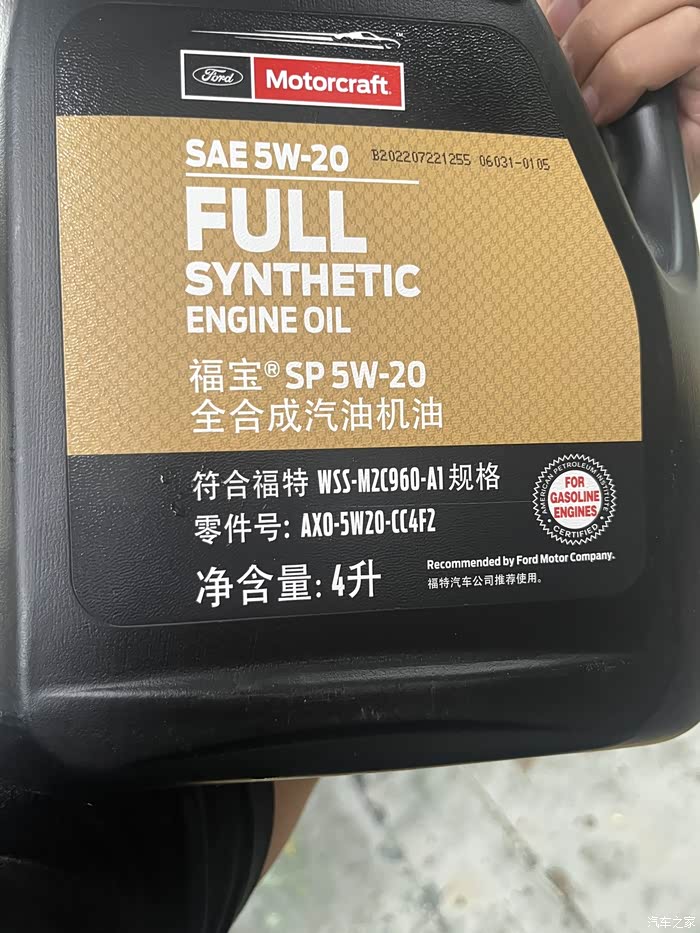 Ford
Motorcraft®
SAE 5W-20
B202207221255 06031-0105
FULL
SYNTHETIC
ENGINE OIL
福宝® SP 5W-20
全合成汽油机油
符合福特 WSS-M2C960-A1 规格
零件号: AXO-5W20-CC4F2
净含量: 4升
AMERICAN PETROLEUM INSTITUTE
FOR
GASOLINE
ENGINES
CERTIFIED
Recommended by Ford Motor Company.
福特汽车公司推荐使用。
汽车之家